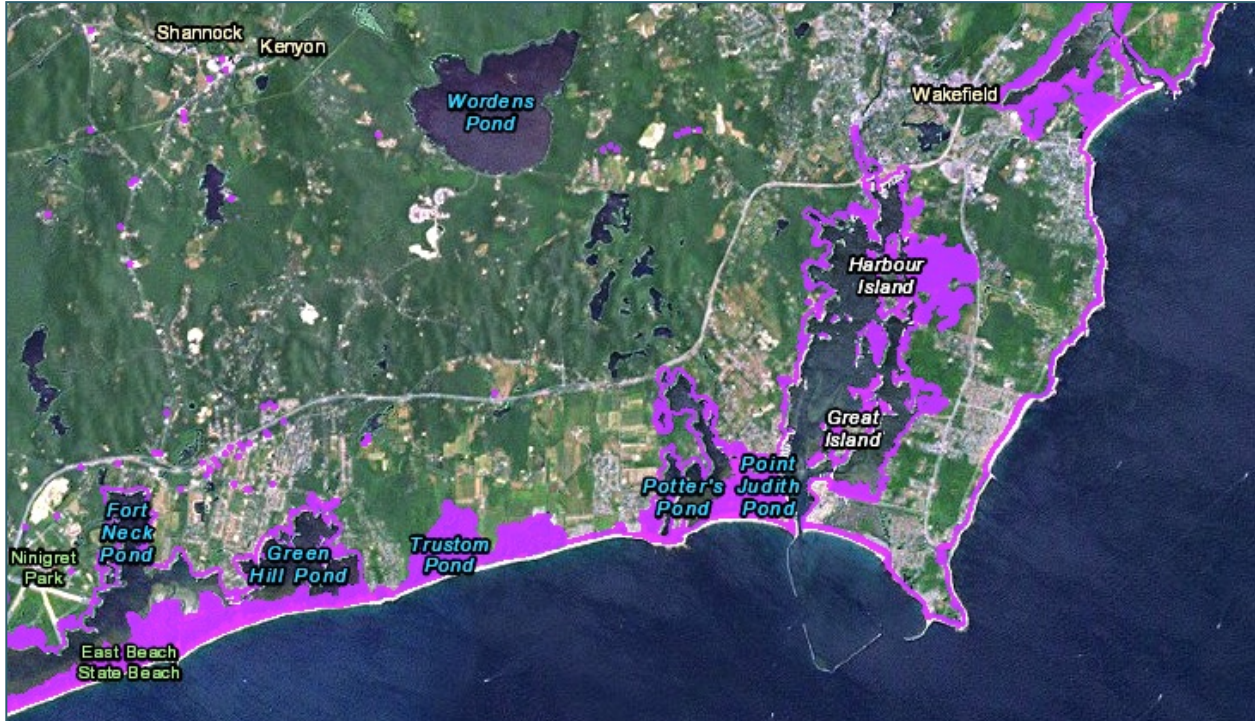 Shannock
Kenyon
Wordens
Pond
Wakefield
Harbour
Island
Great
Island
Point
Judith
Pond
Potter's
Pond
Fort
Neck
Pond
Green
Hill Pond
Trustom
Pond
Ninigret
Park
East Beach
State Beach